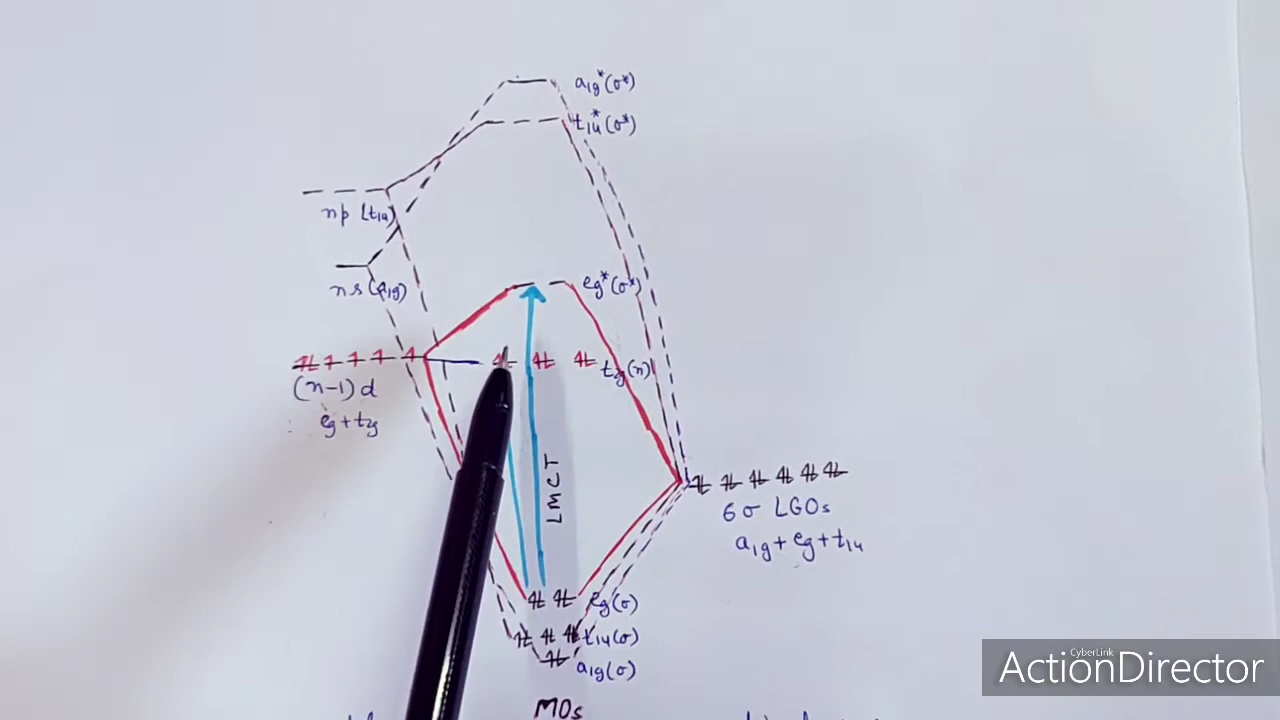 a1g*(σ*)
t1u*(σ*)
np (t1u)
ns (a1g)
eg*(σ*)
(n-1) d
eg + t2g
t2g(n)
LMCT
6σ LGOs
a1g + eg + t1u
eg(σ)
t1u(σ)
a1g(σ)
MOs
CyberLink
ActionDirector